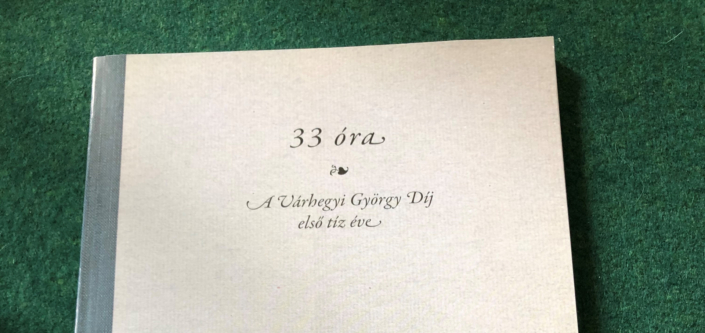 33 óra
A Várhegyi György Díj
első tíz éve